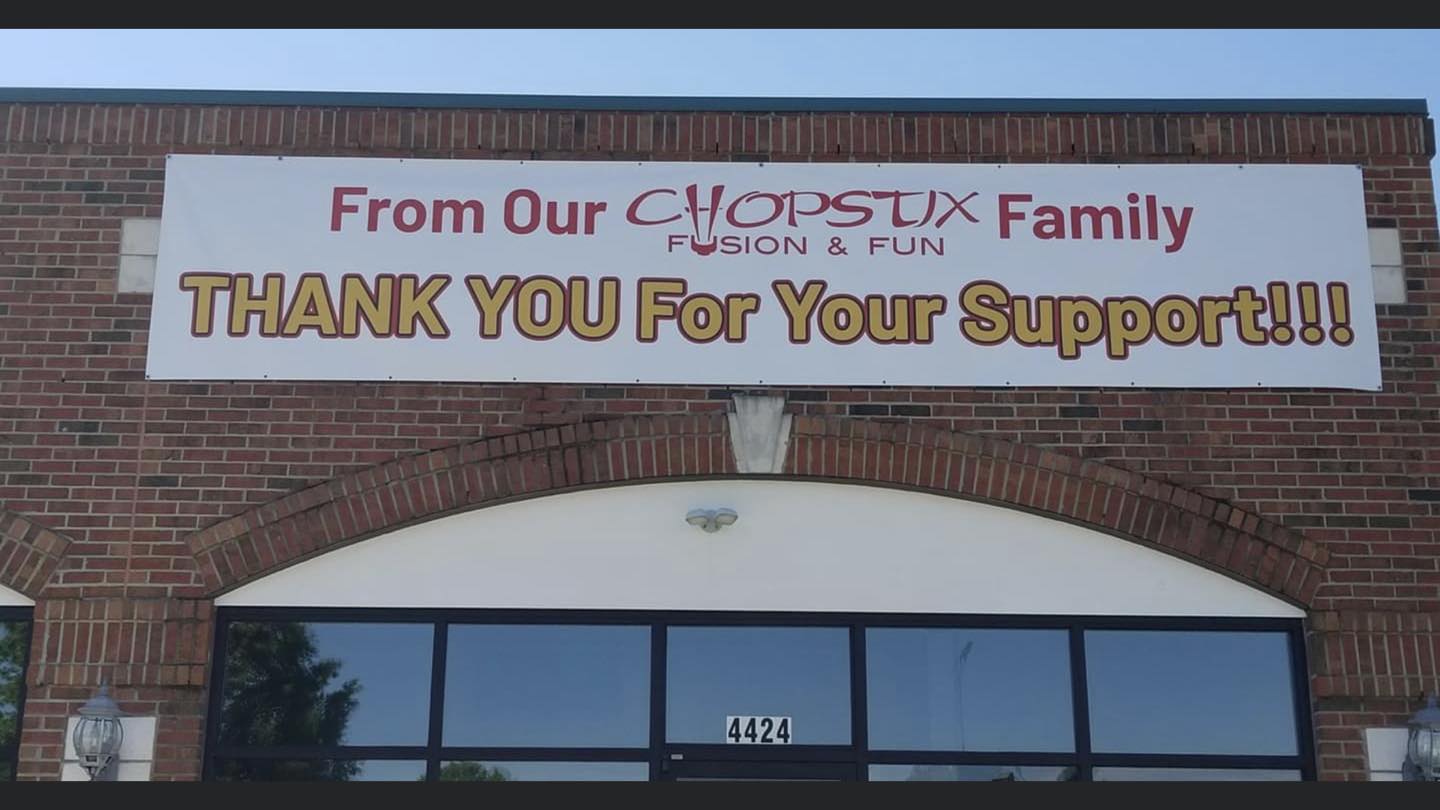 From Our CHOPSTIX Family
FUSION & FUN
THANK YOU For Your Support!!!
4424